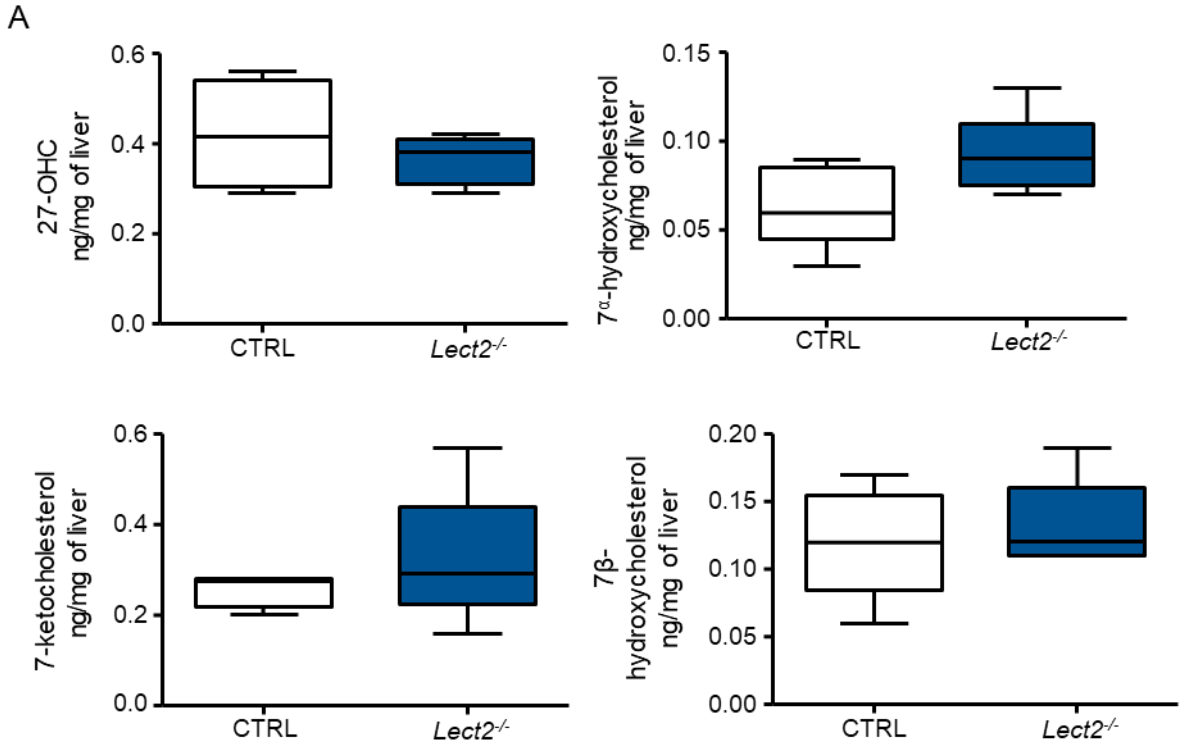 A
27-OHC
ng/mg of liver
0.6
0.4
0.2
0.0
CTRL
Lect2-/-
7α-hydroxycholesterol
ng/mg of liver
0.15
0.10
0.05
0.00
CTRL
Lect2-/-
7-ketocholesterol
ng/mg of liver
0.6
0.4
0.2
0.0
CTRL
Lect2-/-
7β-
hydroxycholesterol
ng/mg of liver
0.20
0.15
0.10
0.05
0.00
CTRL
Lect2-/-